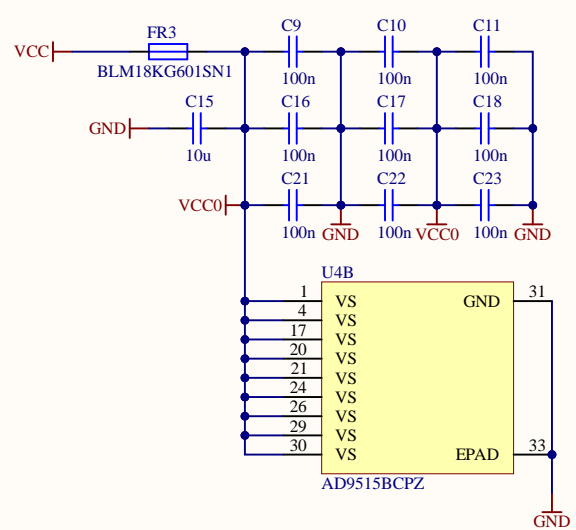 FR3
VCC
BLM18KG601SN1
C9 C10 C11
100n 100n 100n
C15 C16 C17 C18
GND
10u 100n 100n 100n
C21 C22 C23
VCC0
100n GND 100n VCC0 100n GND
U4B
1 VS GND 31
4 VS
17 VS
20 VS
21 VS
24 VS
26 VS
29 VS
30 VS EPAD 33
AD9515BCPZ
GND